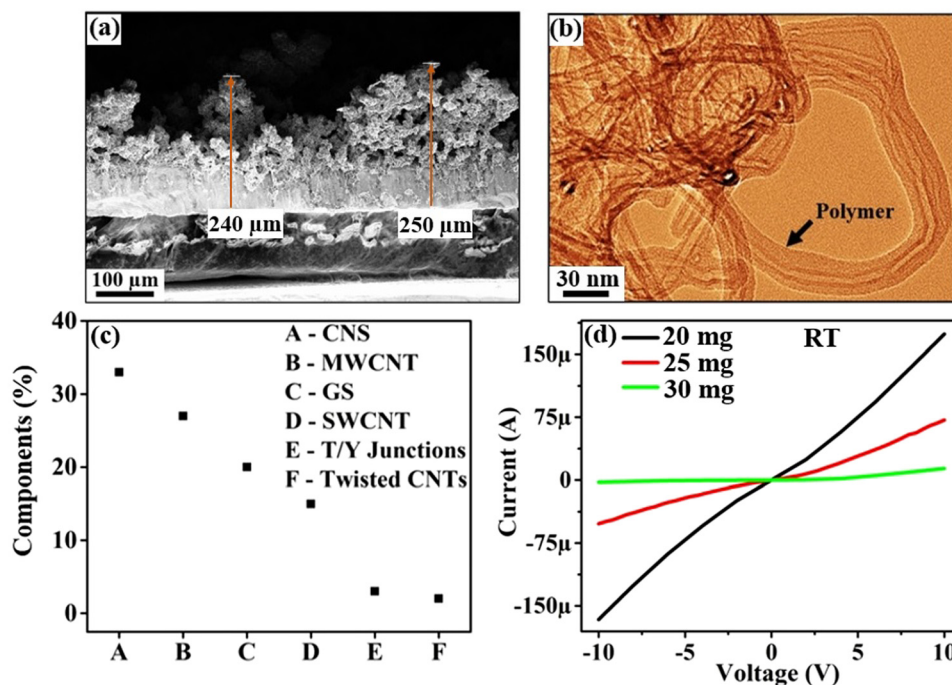 (a)
240 µm
250 µm
100 µm
(b)
Polymer
30 nm
(c)
Components (%)
40
30
20
10
0
A - CNS
B - MWCNT
C - GS
D - SWCNT
E - T/Y Junctions
F - Twisted CNTs
A B C D E F
(d)
20 mg
25 mg
30 mg
RT
Current (A)
150µ
75µ
0
-75µ
-150µ
-10 -5 0 5 10
Voltage (V)